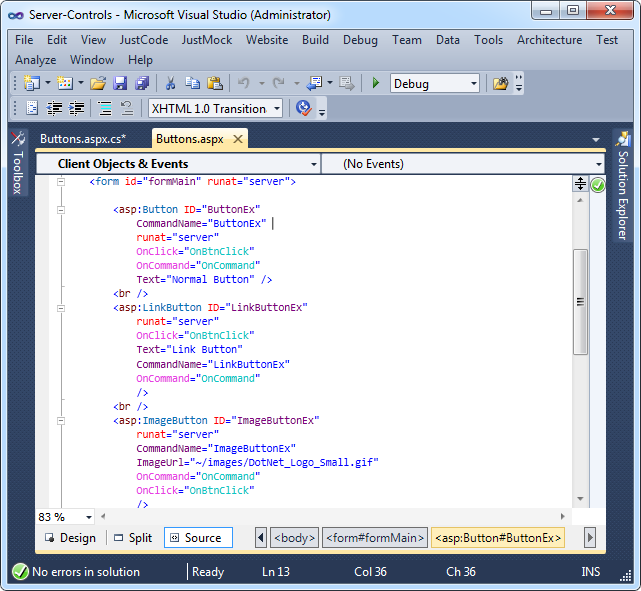 Server-Controls - Microsoft Visual Studio (Administrator)
File Edit View JustCode JustMock Website Build Debug Team Data Tools Architecture Test
Analyze Window Help
Debug
XHTML 1.0 Transition
Toolbox
Buttons.aspx.cs* Buttons.aspx
Solution Explorer
Client Objects & Events (No Events)
<form id="formMain" runat="server">
<asp:Button ID="ButtonEx"
CommandName="ButtonEx"
runat="server"
OnClick="OnBtnClick"
OnCommand="OnCommand"
Text="Normal Button" />
<br />
<asp:LinkButton ID="LinkButtonEx"
runat="server"
OnClick="OnBtnClick"
Text="Link Button"
CommandName="LinkButtonEx"
OnCommand="OnCommand"
/>
<br />
<asp:ImageButton ID="ImageButtonEx"
runat="server"
CommandName="ImageButtonEx"
ImageUrl="~/images/DotNet_Logo_Small.gif"
OnCommand="OnCommand"
OnClick="OnBtnClick"
/>
83 %
Design Split Source <body> <form#formMain> <asp:Button#ButtonEx>
No errors in solution Ready Ln 13 Col 36 Ch 36 INS